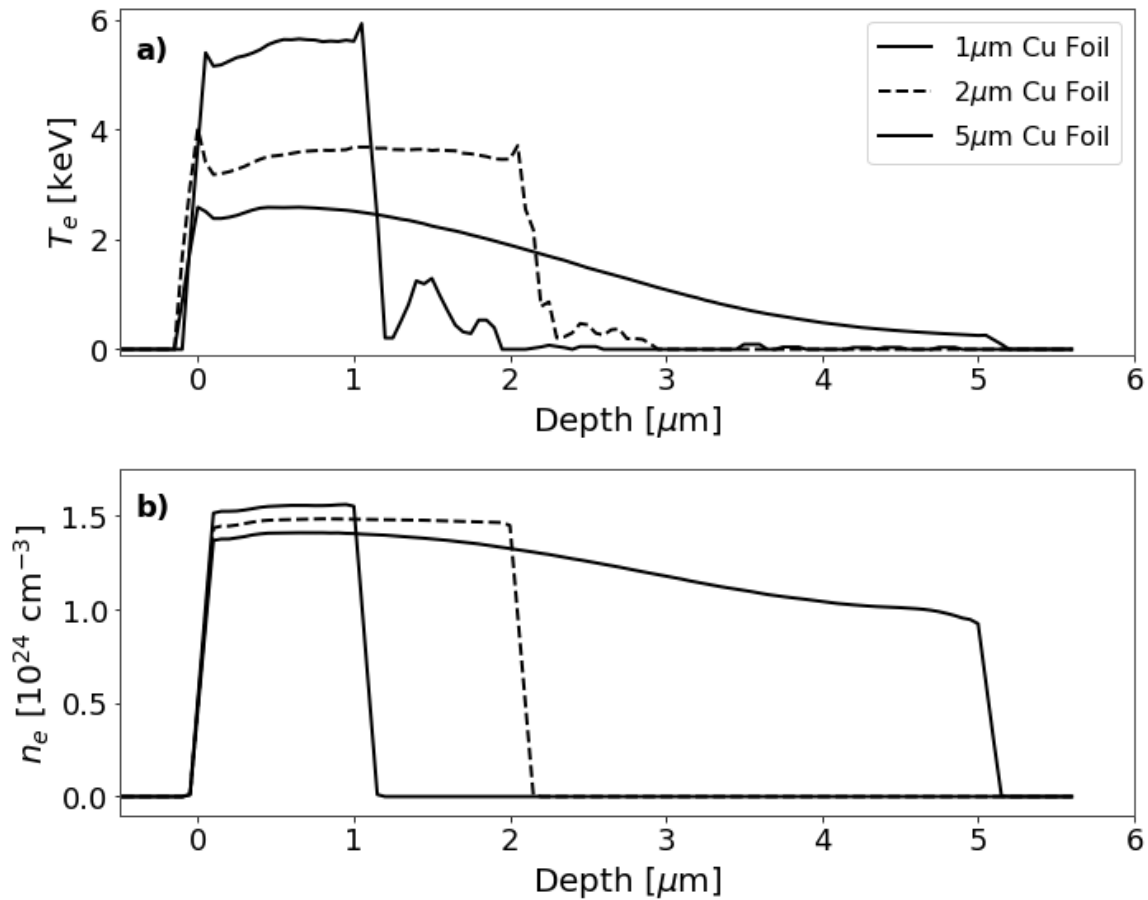 a)
T_e [keV]
6
4
2
0
1μm Cu Foil
2μm Cu Foil
5μm Cu Foil
0 1 2 3 4 5 6
Depth [μm]
b)
n_e [10^24 cm^−3]
1.5
1.0
0.5
0.0
0 1 2 3 4 5 6
Depth [μm]